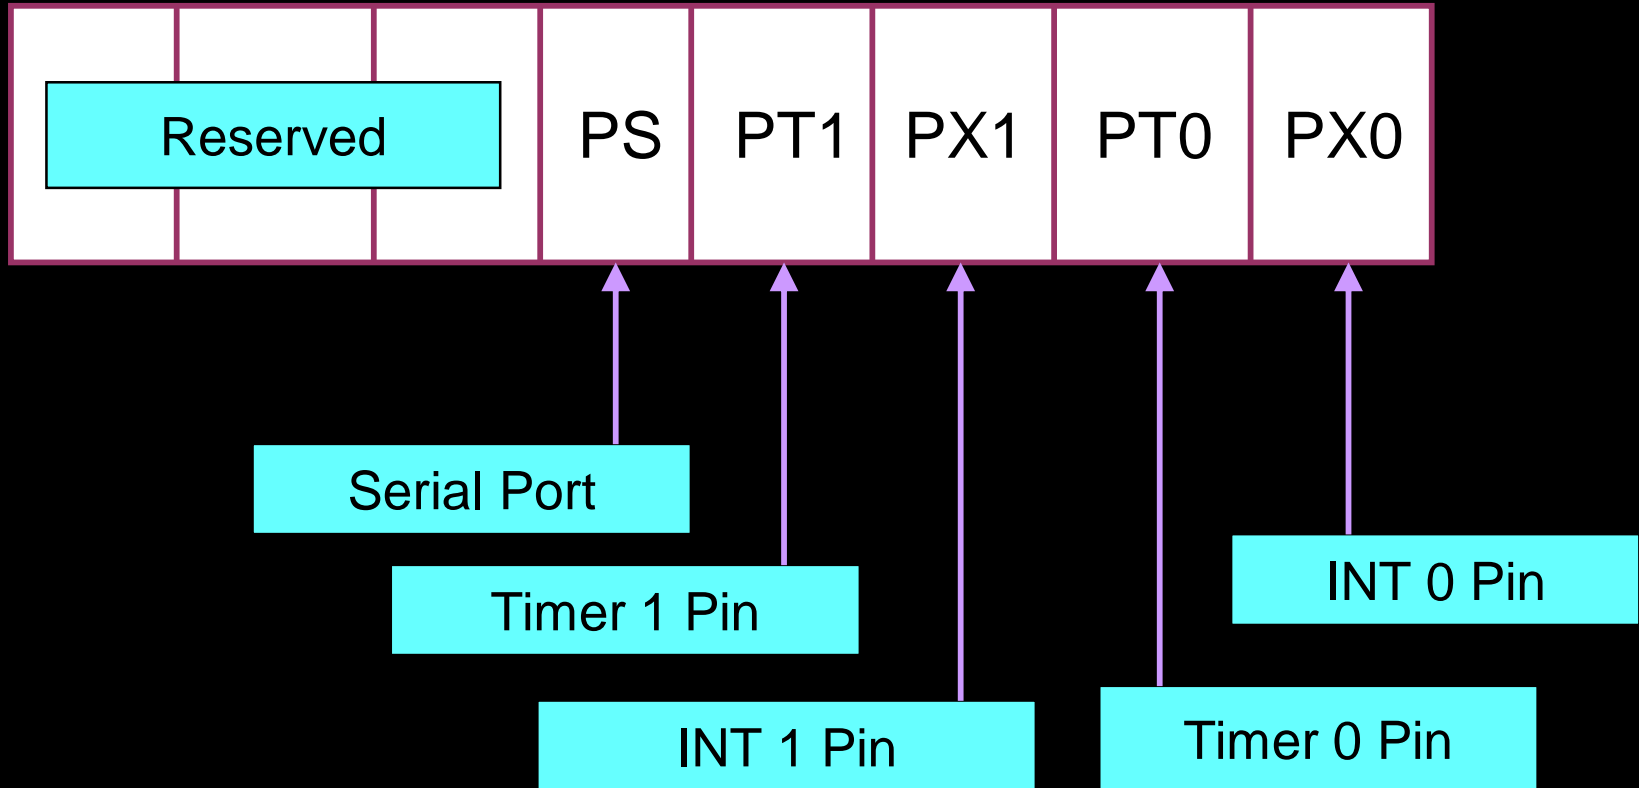 Reserved
PS
PT1
PX1
PT0
PX0
Serial Port
Timer 1 Pin
INT 1 Pin
Timer 0 Pin
INT 0 Pin